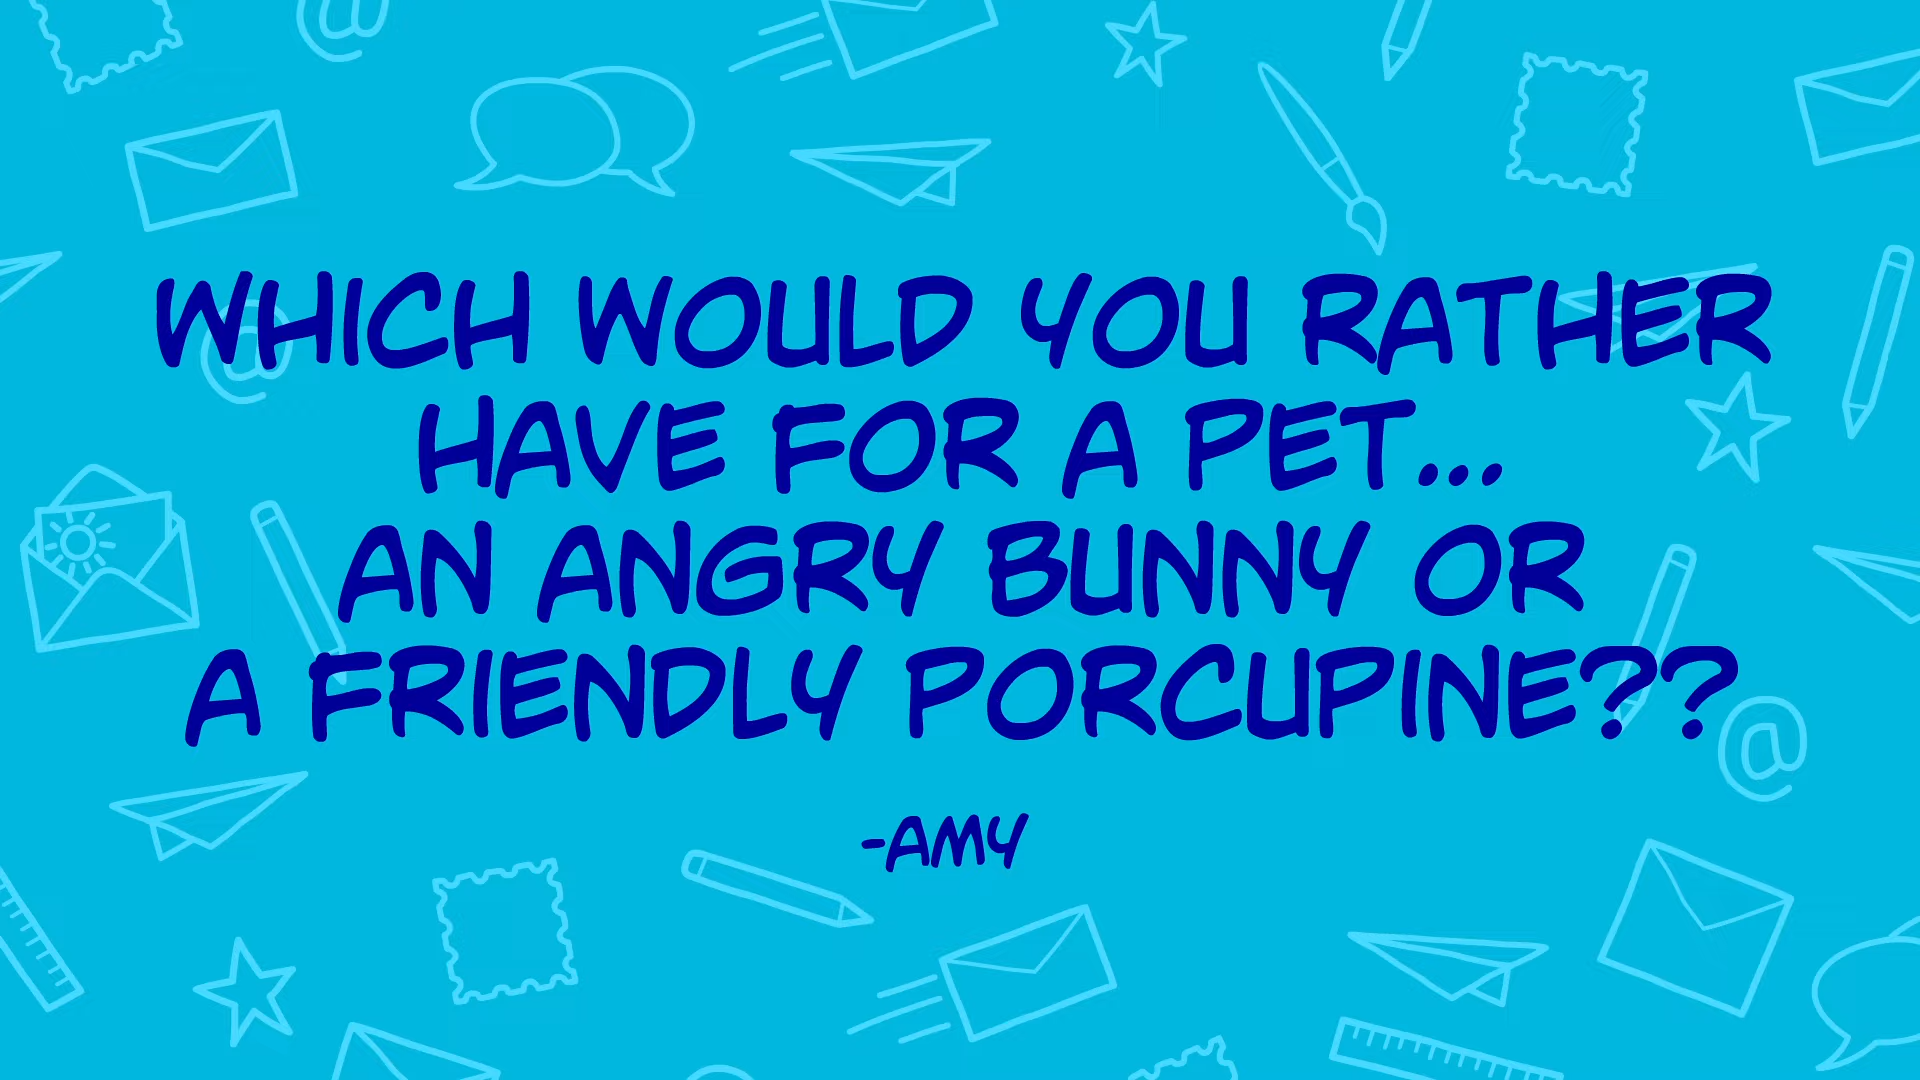 WHICH WOULD YOU RATHER
HAVE FOR A PET...
AN ANGRY BUNNY OR
A FRIENDLY PORCUPINE??
-AMY